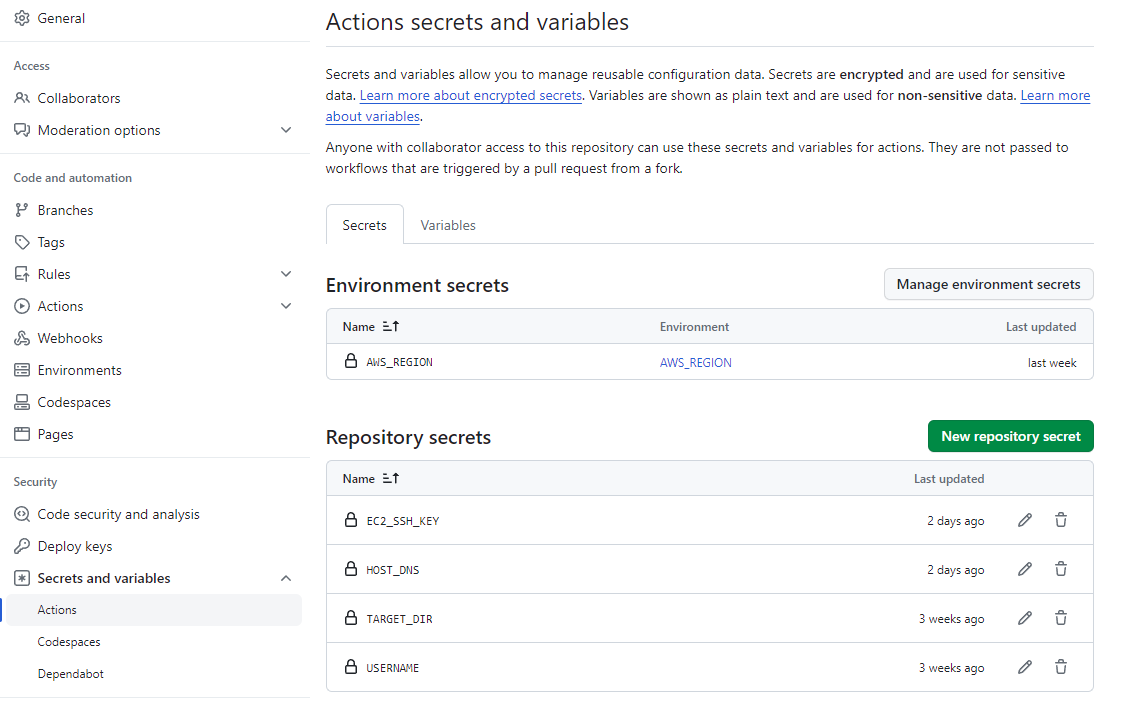 General
Access
Collaborators
Moderation options
Code and automation
Branches
Tags
Rules
Actions
Webhooks
Environments
Codespaces
Pages
Security
Code security and analysis
Deploy keys
Secrets and variables
Actions
Codespaces
Dependabot
Actions secrets and variables
Secrets and variables allow you to manage reusable configuration data. Secrets are encrypted and are used for sensitive
data. Learn more about encrypted secrets. Variables are shown as plain text and are used for non-sensitive data. Learn more
about variables.
Anyone with collaborator access to this repository can use these secrets and variables for actions. They are not passed to
workflows that are triggered by a pull request from a fork.
Secrets Variables
Environment secrets Manage environment secrets
Name Environment Last updated
AWS_REGION AWS_REGION last week
Repository secrets New repository secret
Name Last updated
EC2_SSH_KEY 2 days ago
HOST_DNS 2 days ago
TARGET_DIR 3 weeks ago
USERNAME 3 weeks ago